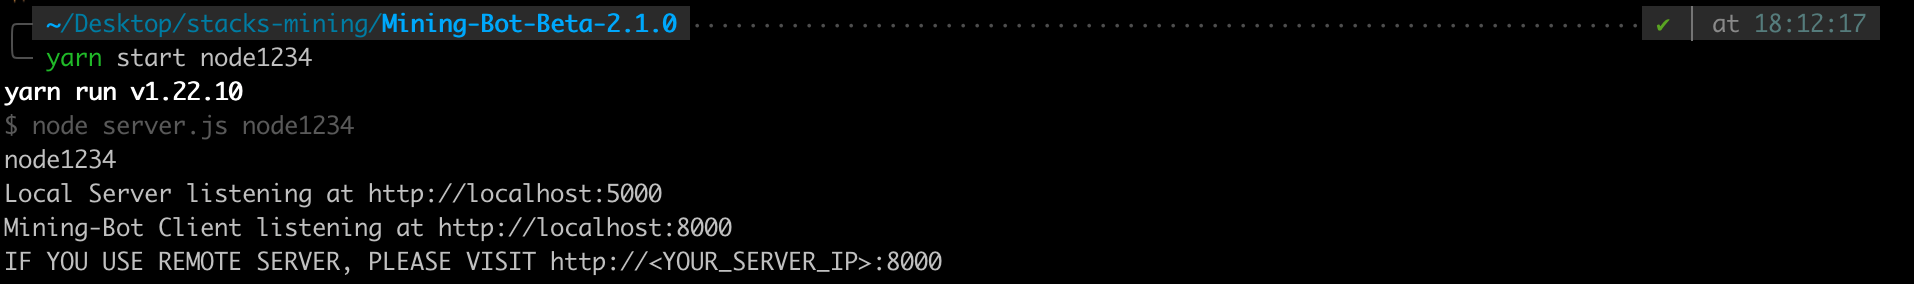 ~/Desktop/stacks-mining/Mining-Bot-Beta-2.1.0 ✔ at 18:12:17
yarn start node1234
yarn run v1.22.10
$ node server.js node1234
node1234
Local Server listening at http://localhost:5000
Mining-Bot Client listening at http://localhost:8000
IF YOU USE REMOTE SERVER, PLEASE VISIT http://<YOUR_SERVER_IP>:8000